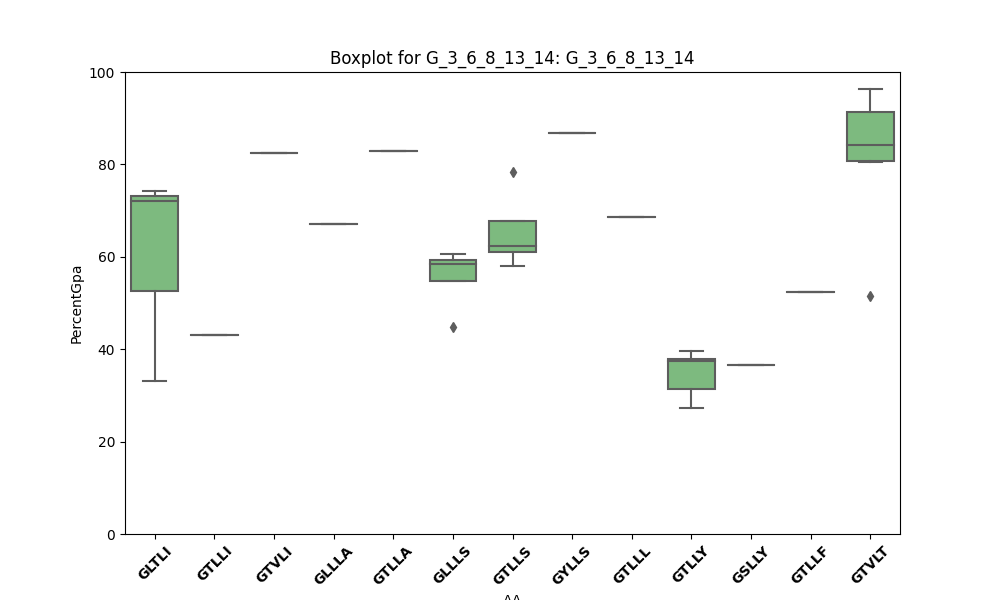 Boxplot for G_3_6_8_13_14: G_3_6_8_13_14
PercentGpa
100
80
60
40
20
0
GLTLI
GTLLI
GTVLI
GLLLA
GTLLA
GLLLS
GTLLS
GYLLS
GTLLL
GTLLY
GSLLY
GTLLF
GTVLT
AA